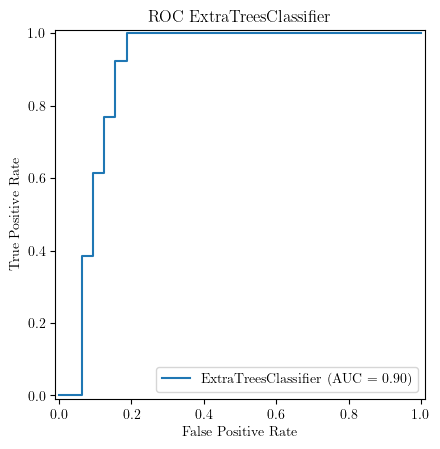 ROC ExtraTreesClassifier
1.0
0.8
0.6
0.4
0.2
0.0
True Positive Rate
ExtraTreesClassifier (AUC = 0.90)
0.0 0.2 0.4 0.6 0.8 1.0
False Positive Rate